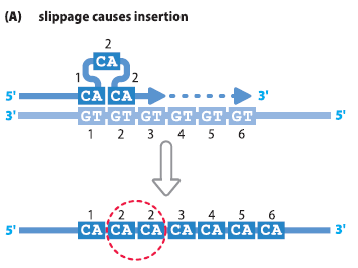 (A) slippage causes insertion
2
CA
1 2
5' CA CA 3'
3' GT GT GT GT GT GT 5'
1 2 3 4 5 6
1 2 2 3 4 5 6
5' CA CA CA CA CA CA CA 3'